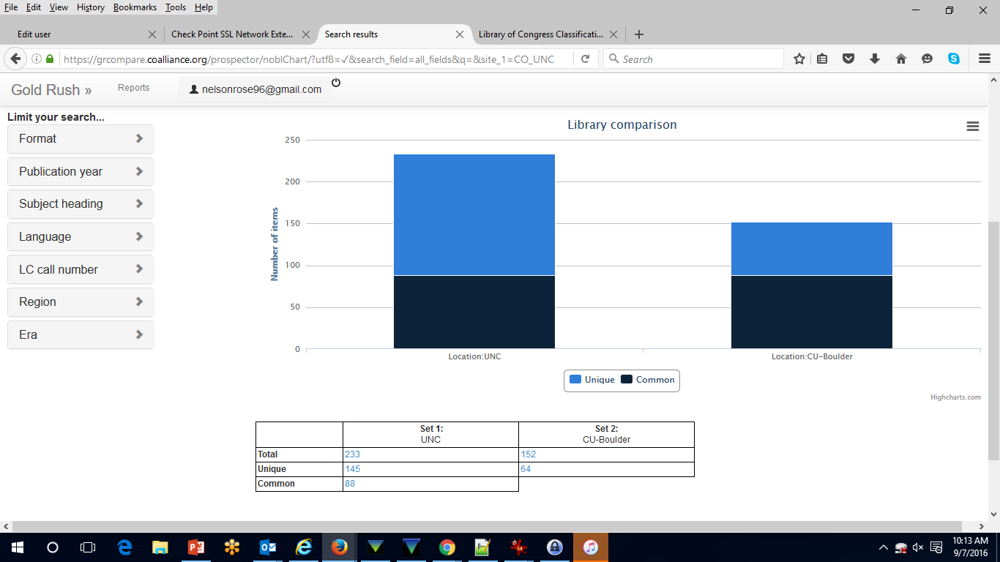 File Edit View History Bookmarks Tools Help
Edit user
Check Point SSL Network Exte...
Search results
Library of Congress Classificati...
https://grcompare.coalliance.org/prospector/noblChart/?utf8=✓&search_field=all_fields&q=&site_1=CO_UNC
Search
Gold Rush »
Reports
nelsonrose96@gmail.com
Limit your search...
Format
Publication year
Subject heading
Language
LC call number
Region
Era
Library comparison
Number of items
250
200
150
100
50
0
Location:UNC
Location:CU-Boulder
Unique Common
Highcharts.com
Set 1: Set 2:
UNC CU-Boulder
Total 233 152
Unique 145 64
Common 88
10:13 AM
9/7/2016